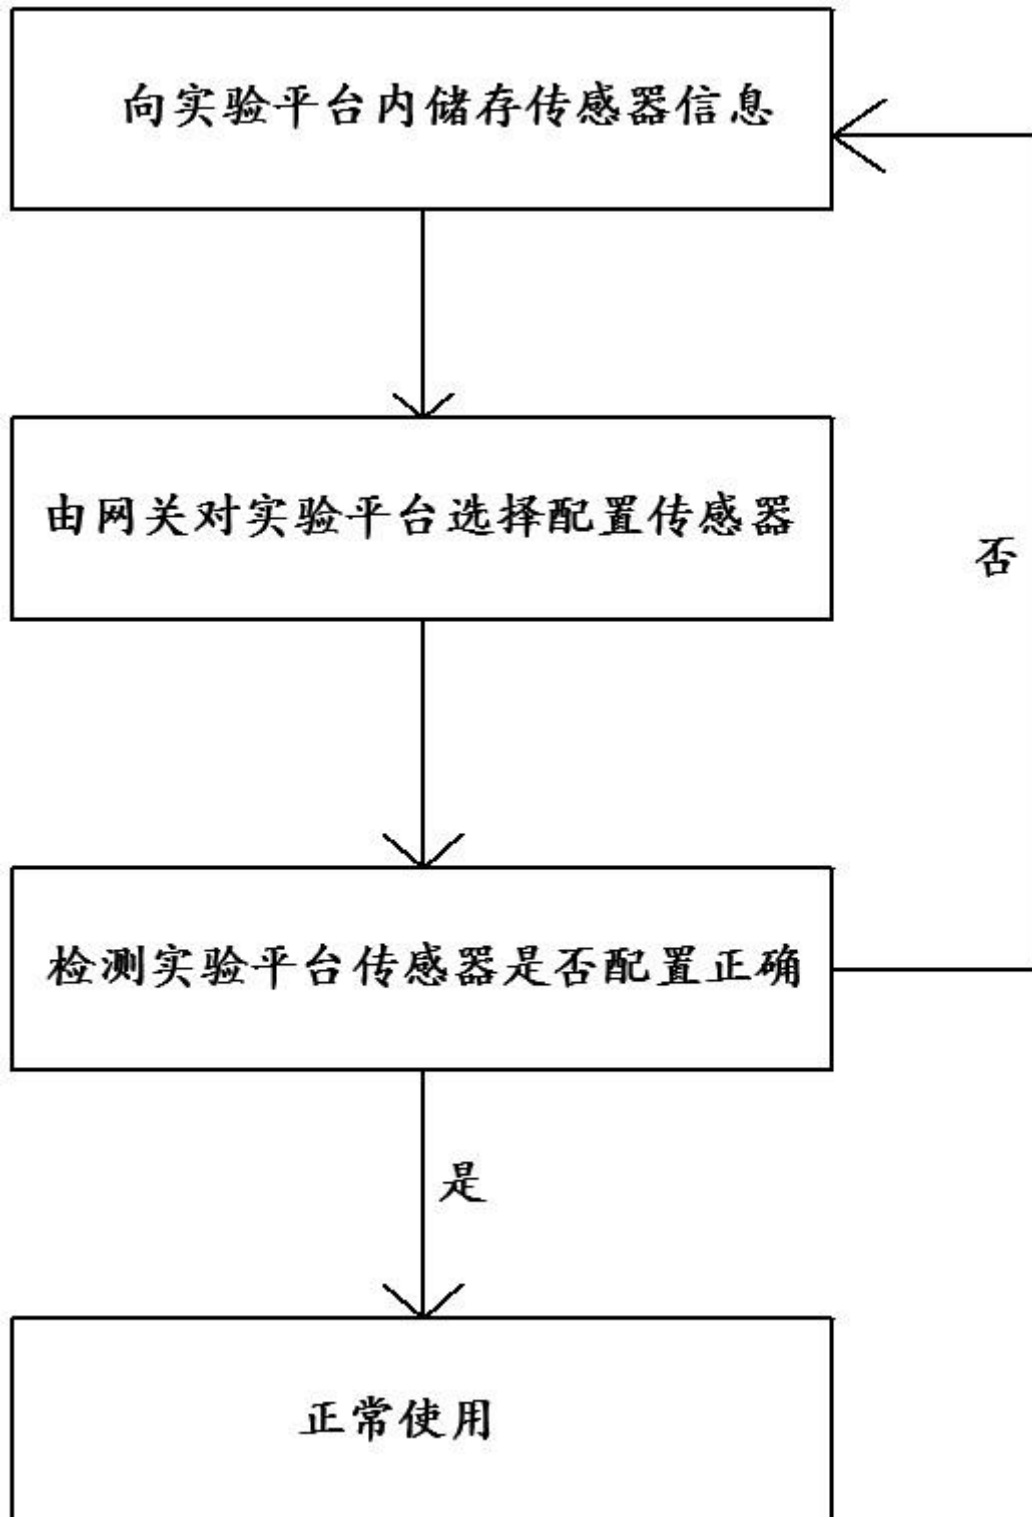 向实验平台内储存传感器信息
由网关对实验平台选择配置传感器
否
检测实验平台传感器是否配置正确
是
正常使用